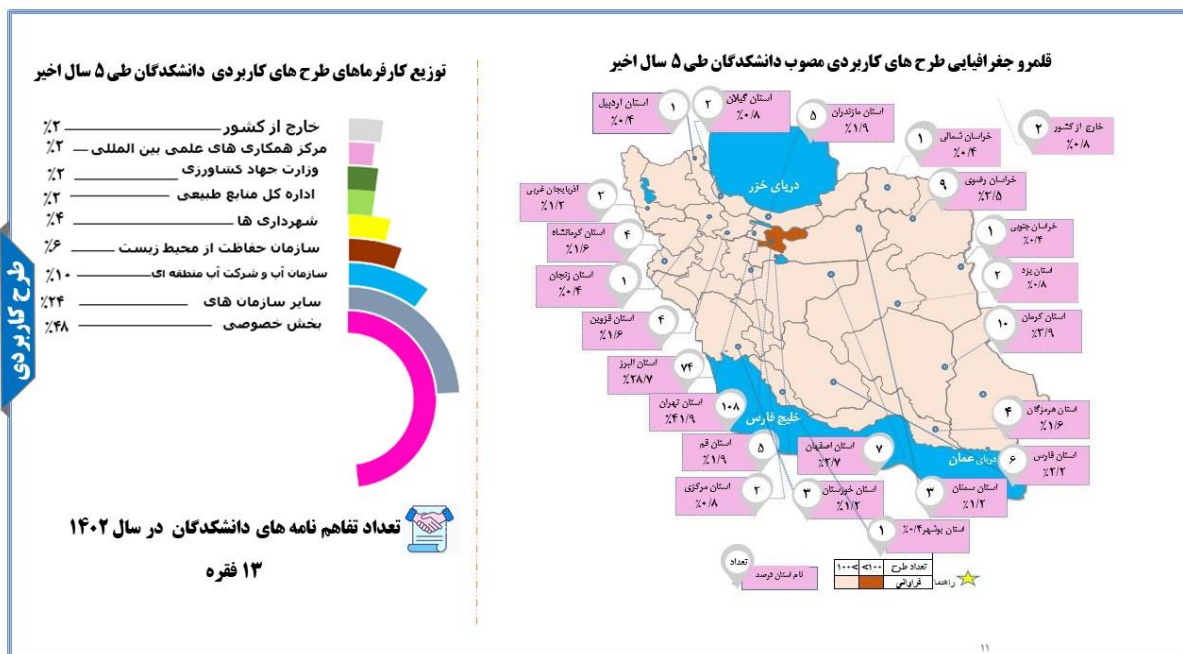 قلمرو جغرافیایی طرح های کاربردی مصوب دانشکدگان طی ۵ سال اخیر
خارج از کشور
۲
٪۰/۸
خراسان شمالی
۱
٪۰/۴
استان مازندران
۵
٪۱/۹
استان گیلان
۲
٪۰/۸
استان اردبیل
۱
٪۰/۴
خراسان رضوی
۹
٪۳/۵
خراسان جنوبی
۱
٪۰/۴
استان یزد
۲
٪۰/۸
استان کرمان
۱۰
٪۳/۹
استان هرمزگان
۴
٪۱/۶
استان فارس
۶
٪۲/۲
دریای خزر
آذربایجان غربی
۳
٪۱/۲
استان کرمانشاه
۴
٪۱/۶
استان زنجان
۱
٪۰/۴
استان قزوین
۴
٪۱/۶
استان البرز
۷۴
٪۲۸/۷
استان تهران
۱۰۸
٪۴۱/۹
استان قم
۵
٪۱/۹
استان مرکزی
۲
٪۰/۸
خلیج فارس
دریای عمان
استان اصفهان
۷
٪۲/۷
استان خوزستان
۳
٪۱/۲
استان سمنان
۳
٪۱/۲
استان بوشهر ٪۰/۴
۱
راهنما
تعداد طرح
۱۰۰>
۱۰۰<
فراوانی
تعداد
نام استان درصد
توزیع کارفرماهای طرح های کاربردی دانشکدگان طی ۵ سال اخیر
خارج از کشور ٪۲
مرکز همکاری های علمی بین المللی ٪۲
وزارت جهاد کشاورزی ٪۲
اداره کل منابع طبیعی ٪۲
شهرداری ها ٪۴
سازمان حفاظت از محیط زیست ٪۶
سازمان آب و شرکت آب منطقه ای ٪۱۰
سایر سازمان های ٪۲۴
بخش خصوصی ٪۴۸
تعداد تفاهم نامه های دانشکدگان در سال ۱۴۰۲
۱۳ فقره
طرح کاربردی
۱۱